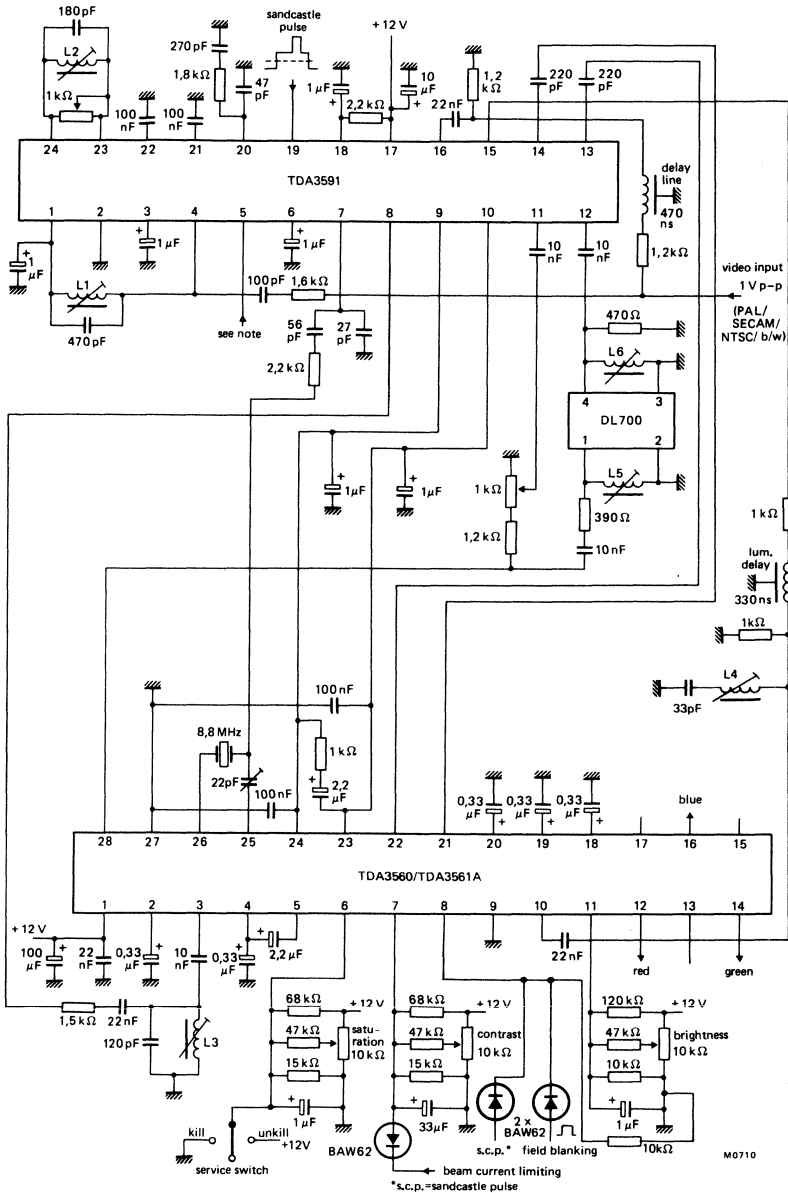 180 pF
L2
1 kΩ
100 nF
100 nF
270 pF
1,8 kΩ
47 pF
sandcastle pulse
1 μF
+
2,2 kΩ
+12 V
10 μF
+
22 nF
1,2 kΩ
220 pF
220 pF
24 23 22 21 20 19 18 17 16 15 14 13
TDA3591
1 2 3 4 5 6 7 8 9 10 11 12
delay line
470 ns
1,2 kΩ
+
1 μF
L1
470 pF
+
1 μF
see note
100 pF
1,6 kΩ
+
1 μF
56 pF
27 pF
2,2 kΩ
10 nF
10 nF
video input
1 V p-p
(PAL/
SECAM/
NTSC/ b/w)
470 Ω
L6
4 3
DL700
1 2
L5
390 Ω
10 nF
+
1 μF
+
1 μF
1 kΩ
1,2 kΩ
1 kΩ
lum. delay
330 ns
1 kΩ
L4
33 pF
8,8 MHz
22 pF
100 nF
100 nF
1 kΩ
+
2,2 μF
0,33 μF
+
0,33 μF
+
0,33 μF
+
blue
28 27 26 25 24 23 22 21 20 19 18 17 16 15
TDA3560/TDA3561A
1 2 3 4 5 6 7 8 9 10 11 12 13 14
+12 V
100 μF
+
22 nF
0,33 μF
+
10 nF
0,33 μF
+
+
2,2 μF
22 nF
red
green
1,5 kΩ
22 nF
120 pF
L3
68 kΩ
+12 V
47 kΩ
satu-
ration
10 kΩ
15 kΩ
+
1 μF
68 kΩ
+12 V
47 kΩ
contrast
10 kΩ
15 kΩ
+
33 μF
120 kΩ
+12 V
47 kΩ
brightness
10 kΩ
10 kΩ
+
1 μF
10 kΩ
kill
unkill
+12V
service switch
BAW62
2 x
BAW62
s.c.p.*
field blanking
beam current limiting
*s.c.p.=sandcastle pulse
M0710